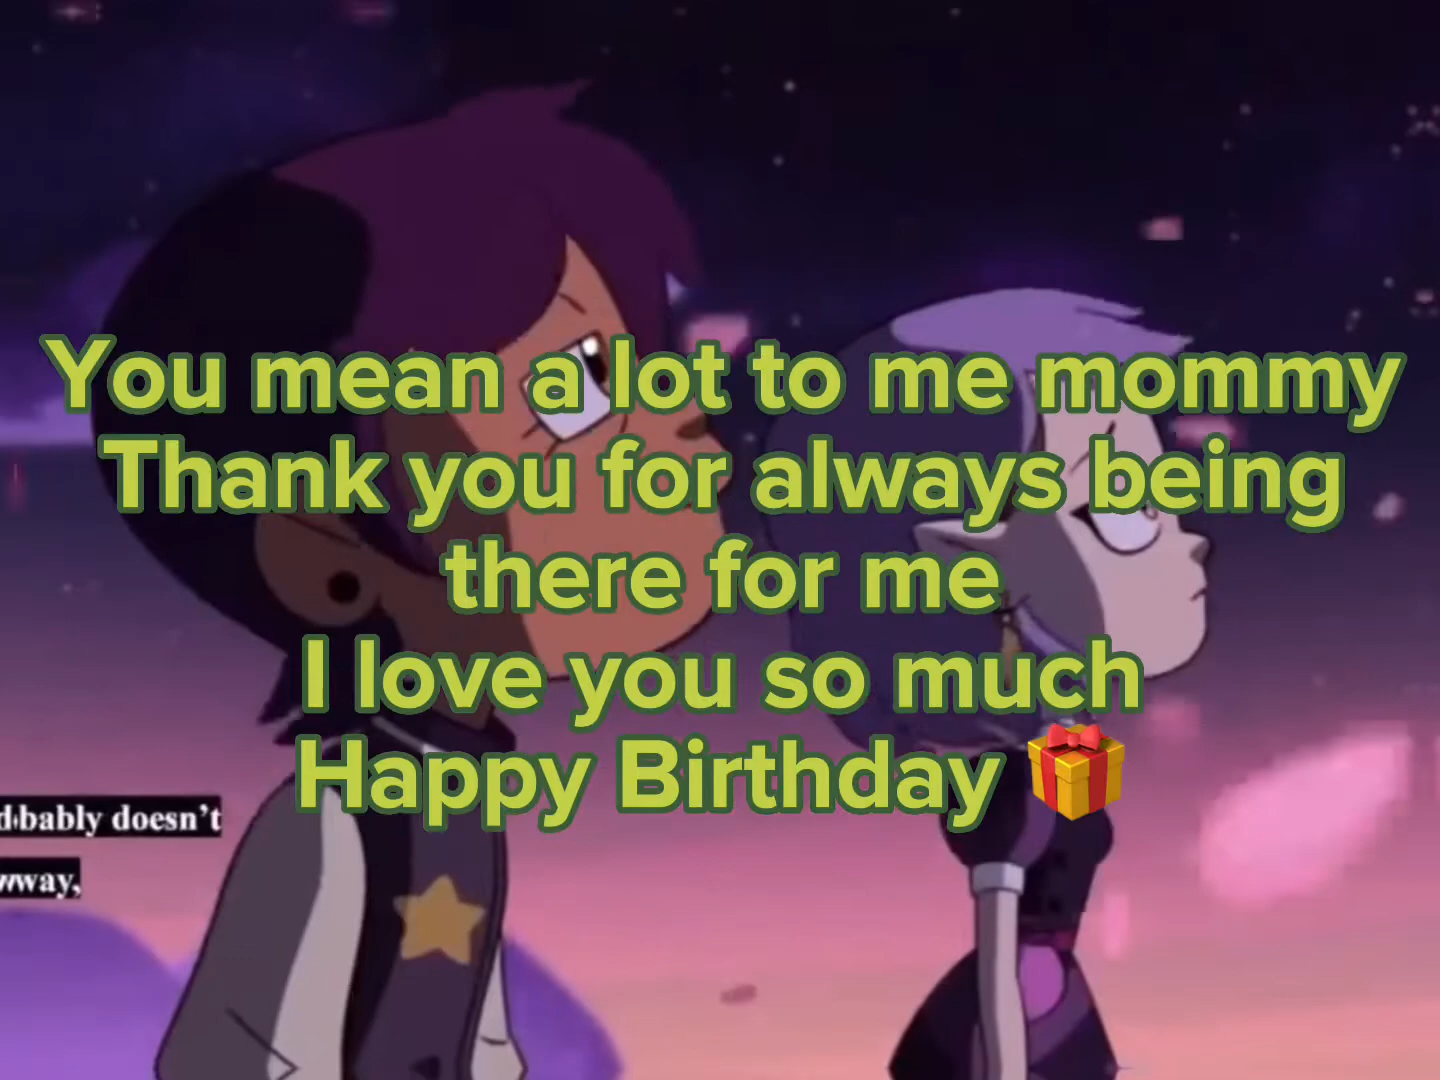 You mean a lot to me mommy
Thank you for always being
there for me
I love you so much
Happy Birthday 🎁
doesn't